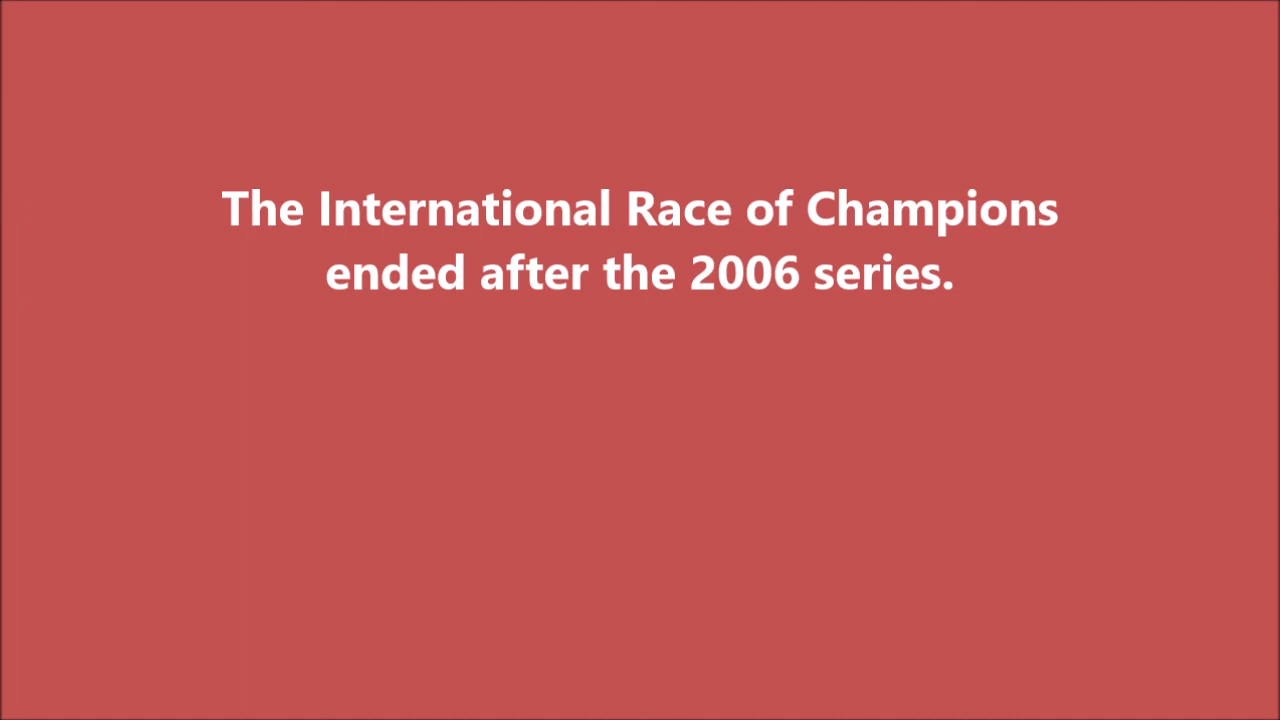 The International Race of Champions
ended after the 2006 series.